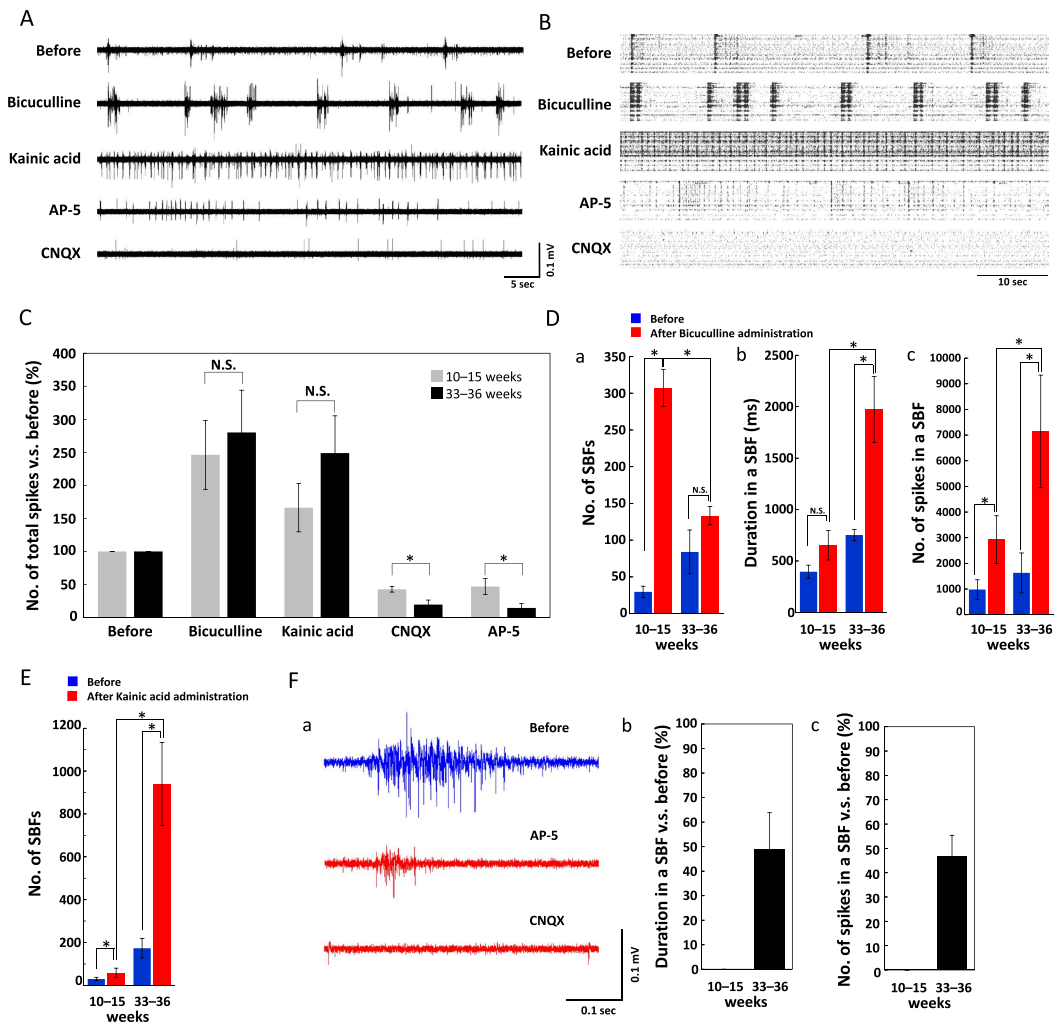 A
Before
Bicuculline
Kainic acid
AP-5
CNQX
5 sec
0.1 mV
B
Before
Bicuculline
Kainic acid
AP-5
CNQX
10 sec
C
No. of total spikes v.s. before (%)
400
350
300
250
200
150
100
50
0
N.S.
N.S.
*
*
10–15 weeks
33–36 weeks
Before
Bicuculline
Kainic acid
CNQX
AP-5
D
Before
After Bicuculline administration
a
No. of SBFs
350
300
250
200
150
100
50
0
*
*
N.S.
10–15
33–36
weeks
b
Duration in a SBF (ms)
2500
2000
1500
1000
500
0
*
*
N.S.
10–15
33–36
weeks
c
No. of spikes in a SBF
10000
9000
8000
7000
6000
5000
4000
3000
2000
1000
0
*
*
*
10–15
33–36
weeks
E
Before
After Kainic acid administration
No. of SBFs
1200
1000
800
600
400
200
0
*
*
*
10–15
33–36
weeks
F
a
Before
AP-5
CNQX
0.1 mV
0.1 sec
b
Duration in a SBF v.s. before (%)
100
90
80
70
60
50
40
30
20
10
0
10–15
33–36
weeks
c
No. of spikes in a SBF v.s. before (%)
100
90
80
70
60
50
40
30
20
10
0
10–15
33–36
weeks